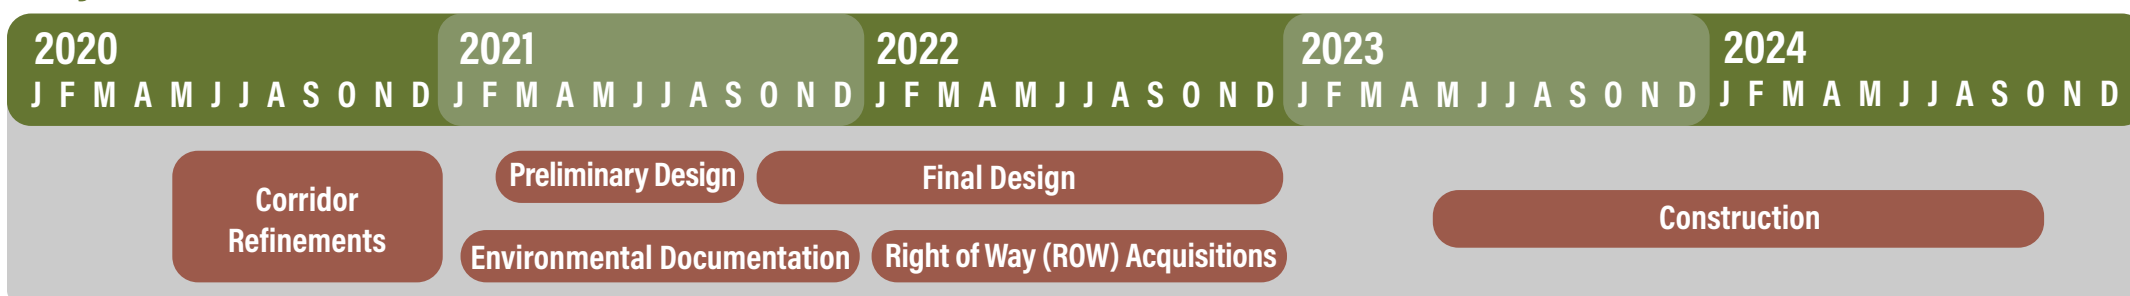 2020 2021 2022 2023 2024
J F M A M J J A S O N D J F M A M J J A S O N D J F M A M J J A S O N D J F M A M J J A S O N D J F M A M J J A S O N D
Corridor
Refinements
Preliminary Design
Final Design
Environmental Documentation
Right of Way (ROW) Acquisitions
Construction